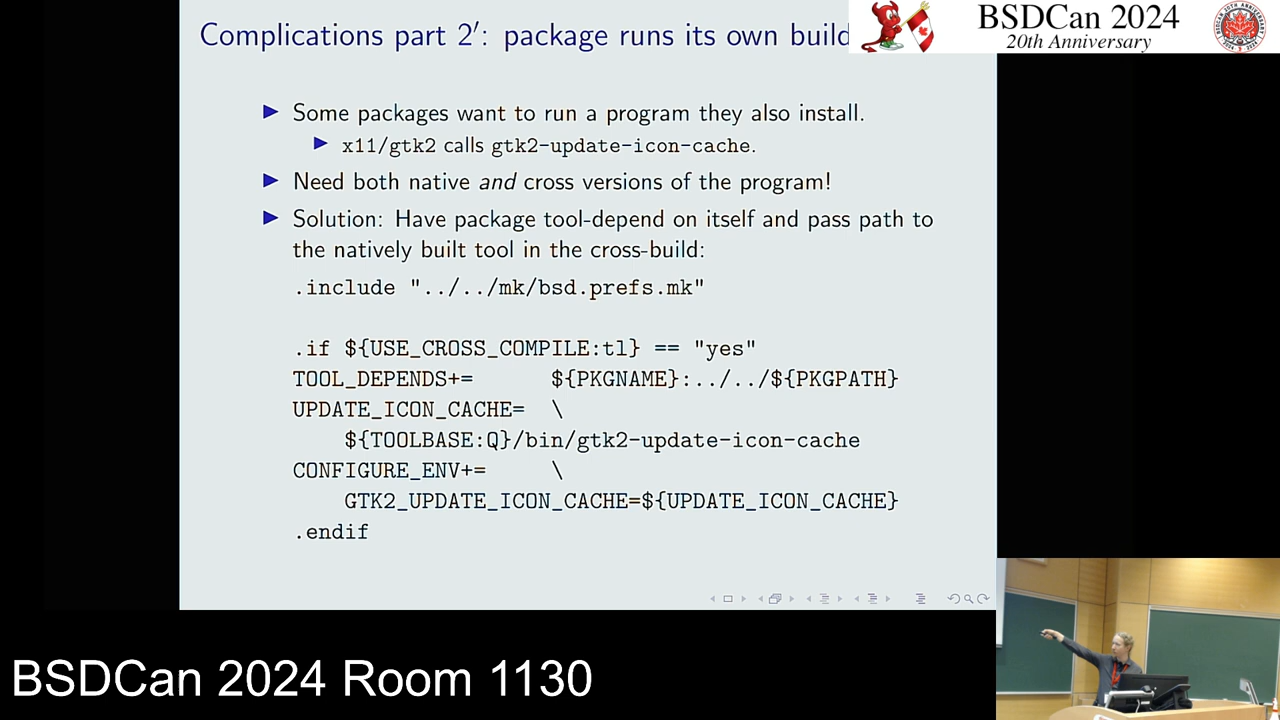 Complications part 2′: package runs its own build
BSDCan 2024
20th Anniversary
▶ Some packages want to run a program they also install.
▶ x11/gtk2 calls gtk2-update-icon-cache.
▶ Need both native and cross versions of the program!
▶ Solution: Have package tool-depend on itself and pass path to
the natively built tool in the cross-build:
.include "../../mk/bsd.prefs.mk"
.if ${USE_CROSS_COMPILE:tl} == "yes"
TOOL_DEPENDS+= ${PKGNAME}:../../${PKGPATH}
UPDATE_ICON_CACHE= \
${TOOLBASE:Q}/bin/gtk2-update-icon-cache
CONFIGURE_ENV+= \
GTK2_UPDATE_ICON_CACHE=${UPDATE_ICON_CACHE}
.endif
BSDCan 2024 Room 1130